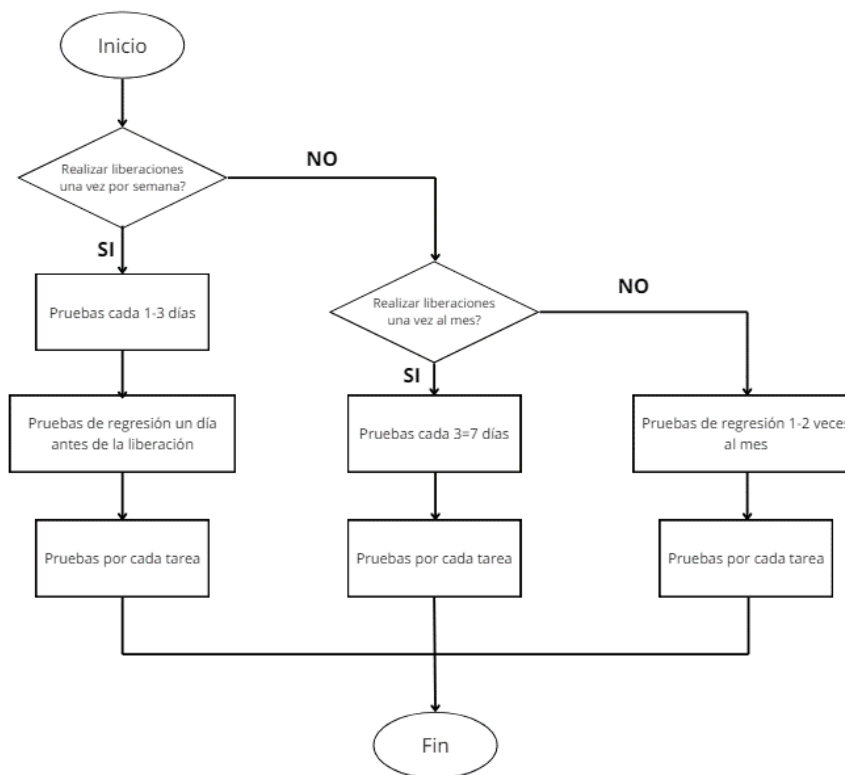 Inicio
Realizar liberaciones
una vez por semana?
NO
SI
Pruebas cada 1-3 días
Realizar liberaciones
una vez al mes?
NO
SI
Pruebas de regresión un día
antes de la liberación
Pruebas cada 3=7 días
Pruebas de regresión 1-2 veces
al mes
Pruebas por cada tarea
Pruebas por cada tarea
Pruebas por cada tarea
Fin